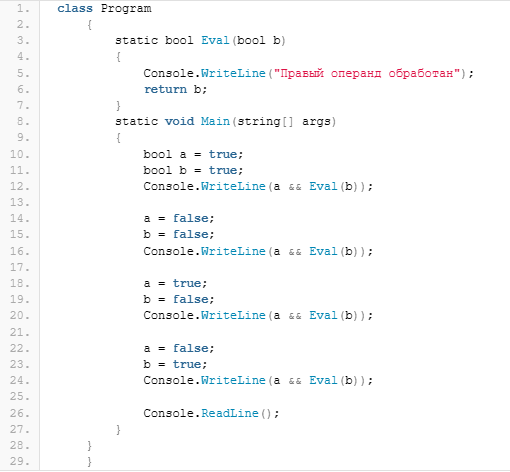 1. class Program
2. {
3. static bool Eval(bool b)
4. {
5. Console.WriteLine("Правый операнд обработан");
6. return b;
7. }
8. static void Main(string[] args)
9. {
10. bool a = true;
11. bool b = true;
12. Console.WriteLine(a && Eval(b));
13.
14. a = false;
15. b = false;
16. Console.WriteLine(a && Eval(b));
17.
18. a = true;
19. b = false;
20. Console.WriteLine(a && Eval(b));
21.
22. a = false;
23. b = true;
24. Console.WriteLine(a && Eval(b));
25.
26. Console.ReadLine();
27. }
28. }
29. }